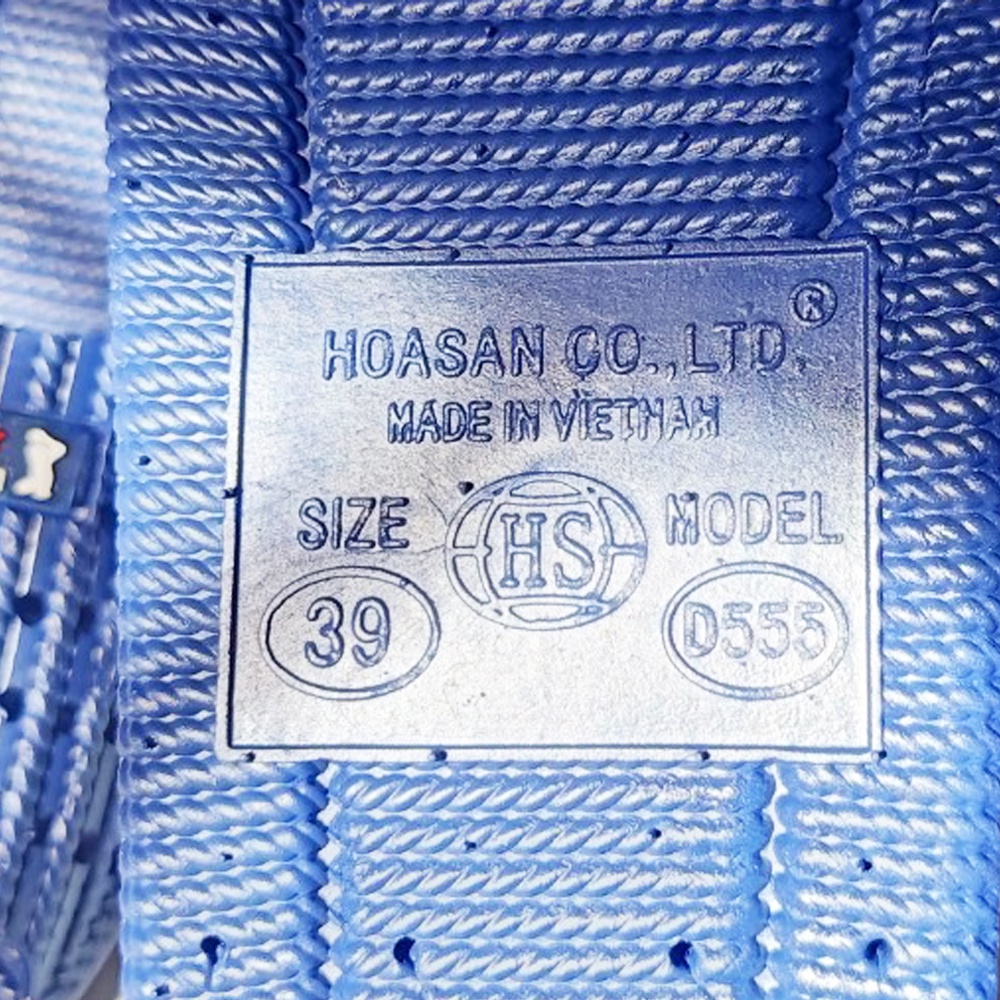 ®
HOASAN CO.,LTD.
MADE IN VIETNAM
SIZE HS MODEL
39 D555